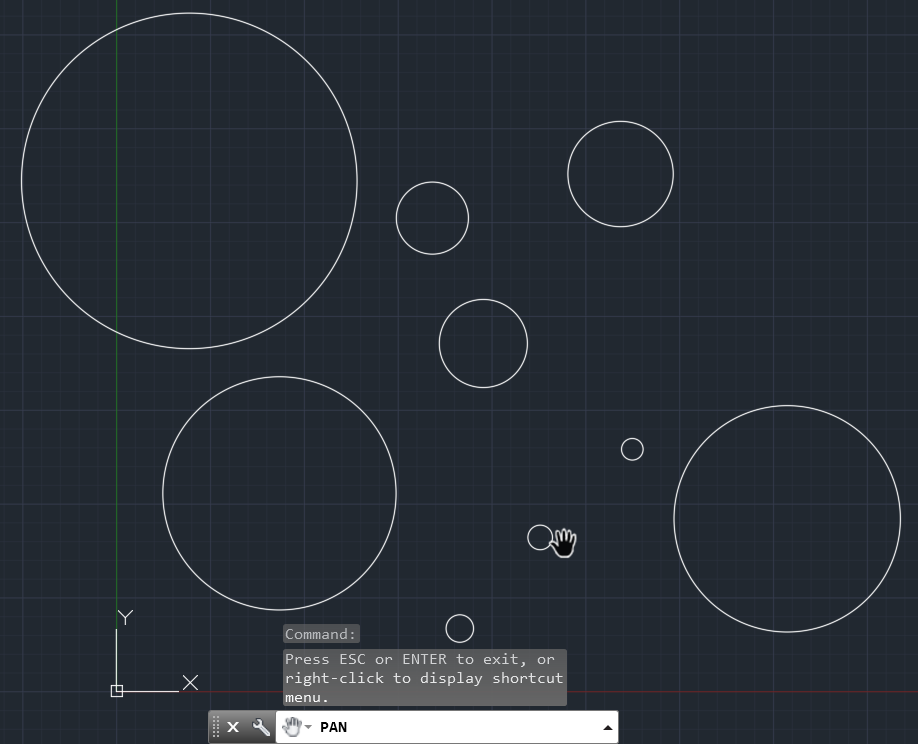 Y
X
Command:
Press ESC or ENTER to exit, or
right-click to display shortcut
menu.
PAN